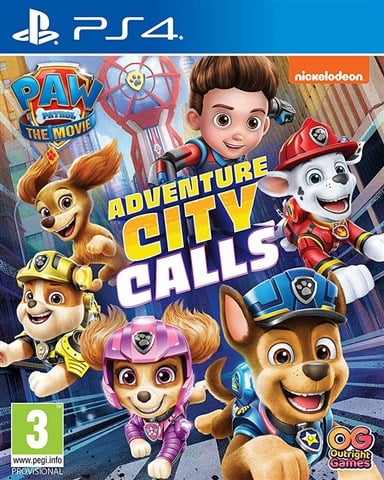 PS4
nickelodeon
PAW
PATROL
THE MOVIE
ADVENTURE
CITY
CALLS
3
www.pegi.info
PROVISIONAL
OG
Outright
Games